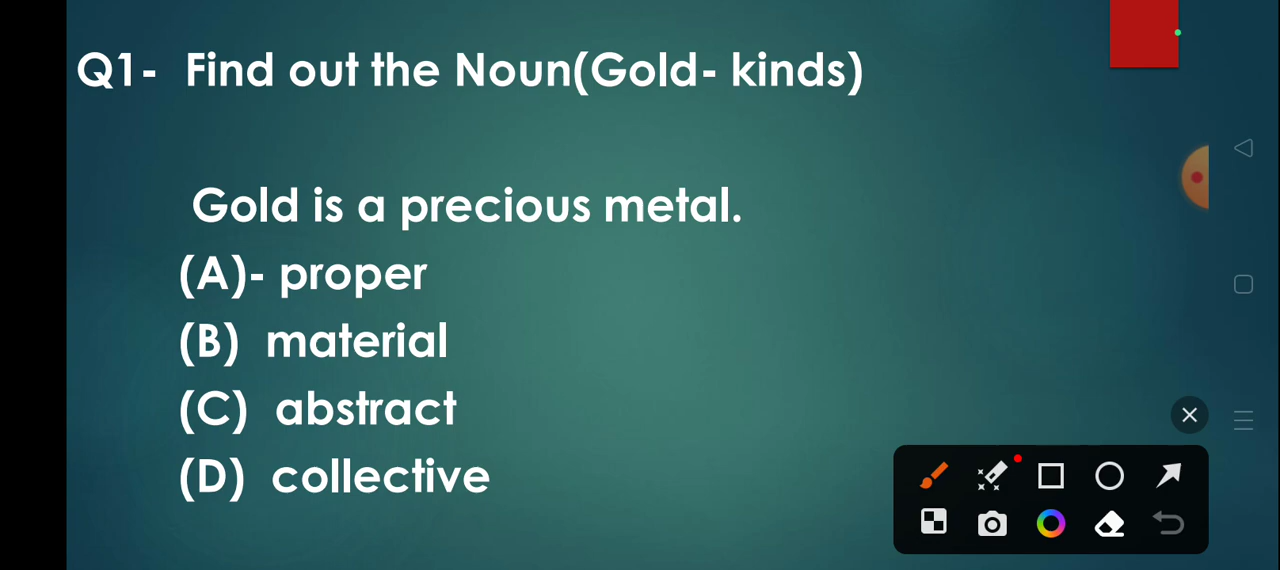 Q1- Find out the Noun(Gold- kinds)
Gold is a precious metal.
(A)- proper
(B) material
(C) abstract
(D) collective